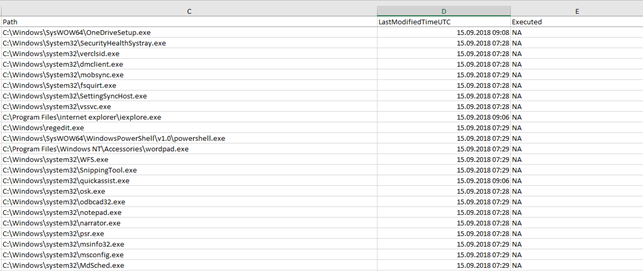 C D E
Path LastModifiedTimeUTC Executed
C:\Windows\SysWOW64\OneDriveSetup.exe 15.09.2018 09:08 NA
C:\Windows\System32\SecurityHealthSystray.exe 15.09.2018 07:28 NA
C:\Windows\system32\verclsid.exe 15.09.2018 07:28 NA
C:\Windows\system32\dmclient.exe 15.09.2018 07:28 NA
C:\Windows\system32\mobsync.exe 15.09.2018 07:29 NA
C:\Windows\system32\fsquirt.exe 15.09.2018 07:28 NA
C:\Windows\system32\SettingSyncHost.exe 15.09.2018 07:28 NA
C:\Windows\system32\vssvc.exe 15.09.2018 07:28 NA
C:\Program Files\internet explorer\iexplore.exe 15.09.2018 09:06 NA
C:\Windows\regedit.exe 15.09.2018 07:29 NA
C:\Windows\SysWOW64\WindowsPowerShell\v1.0\powershell.exe 15.09.2018 07:29 NA
C:\Program Files\Windows NT\Accessories\wordpad.exe 15.09.2018 07:29 NA
C:\Windows\system32\WFS.exe 15.09.2018 07:29 NA
C:\Windows\system32\SnippingTool.exe 15.09.2018 07:29 NA
C:\Windows\system32\quickassist.exe 15.09.2018 09:06 NA
C:\Windows\system32\osk.exe 15.09.2018 07:28 NA
C:\Windows\system32\odbcad32.exe 15.09.2018 07:29 NA
C:\Windows\system32\notepad.exe 15.09.2018 07:28 NA
C:\Windows\system32\narrator.exe 15.09.2018 07:28 NA
C:\Windows\system32\psr.exe 15.09.2018 07:29 NA
C:\Windows\system32\msinfo32.exe 15.09.2018 07:29 NA
C:\Windows\system32\msconfig.exe 15.09.2018 07:29 NA
C:\Windows\system32\MdSched.exe 15.09.2018 07:29 NA